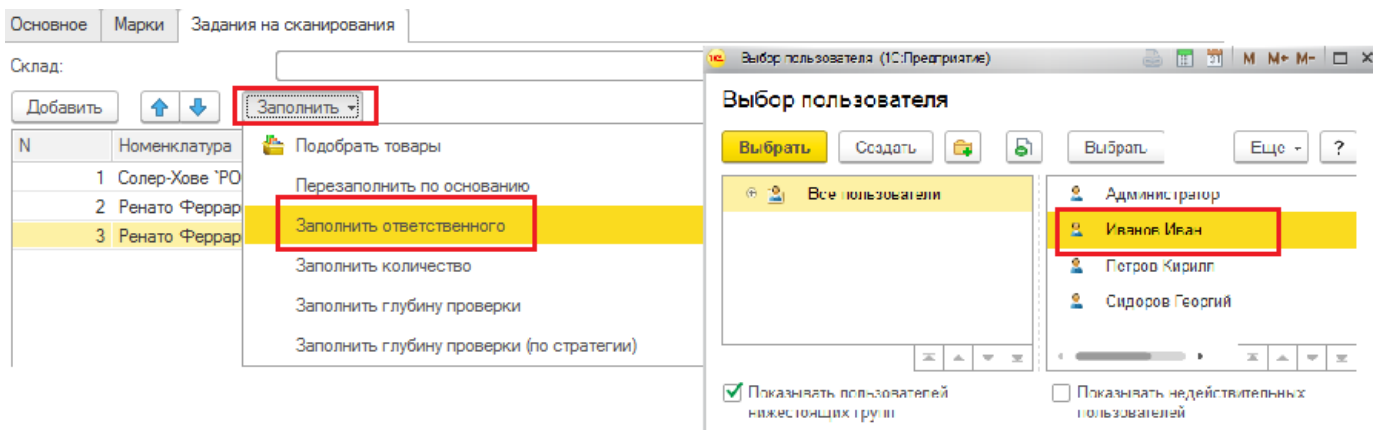 Основное Марки Задания на сканирования
Склад:
Добавить Заполнить
N Номенклатура
1 Солер-Хове `РО
2 Ренато Феррар
3 Ренато Феррар
Подобрать товары
Перезаполнить по основанию
Заполнить ответственного
Заполнить количество
Заполнить глубину проверки
Заполнить глубину проверки (по стратегии)
Выбор пользователя (1С:Предприятие) M M+ M-
Выбор пользователя
Выбрать Создать Выбрать Еще ?
Все пользователи
Администратор
Иванов Иван
Петров Кирилл
Сидоров Георгий
Показывать пользователей
нижестоящих групп
Показывать недействительных
пользователей